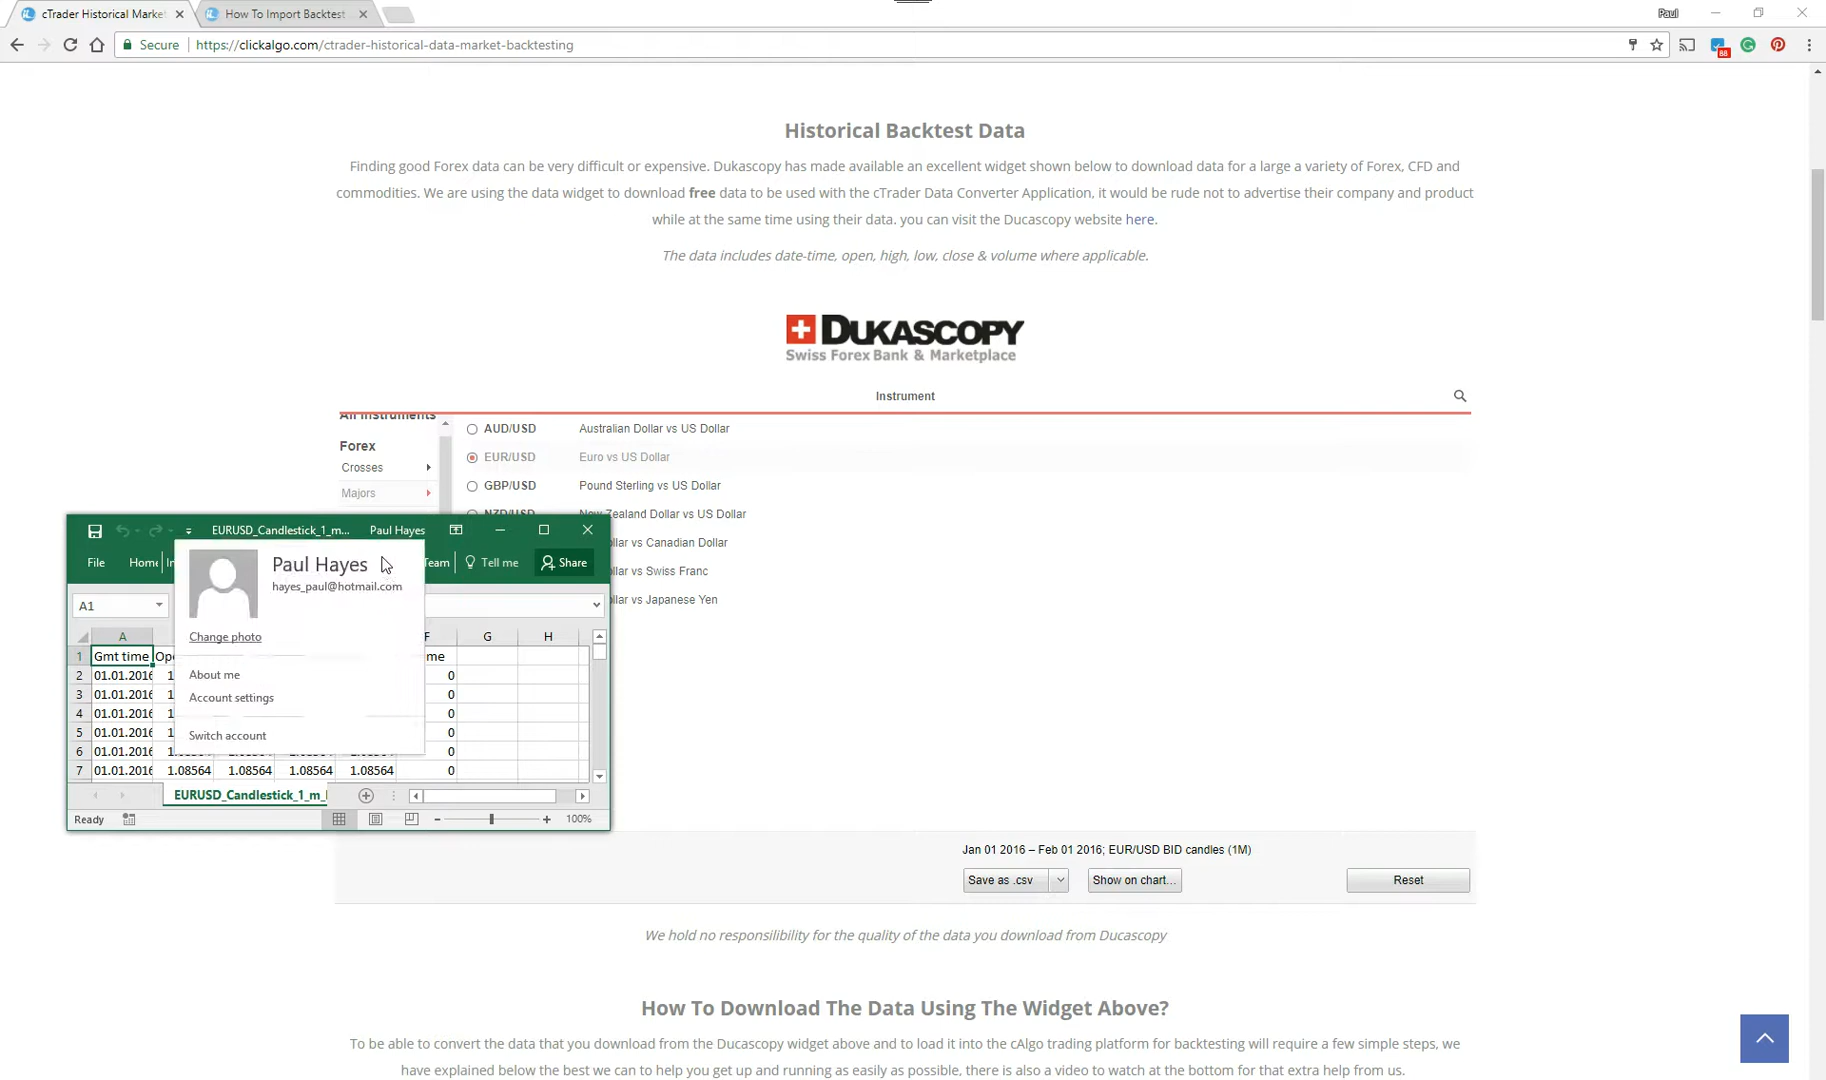 cTrader Historical Market
How To Import Backtest
Paul
Secure
https://clickalgo.com/ctrader-historical-data-market-backtesting
88
Historical Backtest Data
Finding good Forex data can be very difficult or expensive. Dukascopy has made available an excellent widget shown below to download data for a large a variety of Forex, CFD and
commodities. We are using the data widget to download free data to be used with the cTrader Data Converter Application, it would be rude not to advertise their company and product
while at the same time using their data. you can visit the Ducascopy website here.
The data includes date-time, open, high, low, close & volume where applicable.
DUKASCOPY
Swiss Forex Bank & Marketplace
Instrument
All Instruments
AUD/USD Australian Dollar vs US Dollar
Forex
EUR/USD Euro vs US Dollar
Crosses
GBP/USD Pound Sterling vs US Dollar
Majors
NZD/USD New Zealand Dollar vs US Dollar
ollar vs Canadian Dollar
ollar vs Swiss Franc
ollar vs Japanese Yen
EURUSD_Candlestick_1_m... Paul Hayes
File Home In Team Tell me Share
Paul Hayes
hayes_paul@hotmail.com
Change photo
About me
Account settings
Switch account
A1
A F G H
1 Gmt time Ope me
2 01.01.2016 1 0
3 01.01.2016 1 0
4 01.01.2016 1 0
5 01.01.2016 1 0
6 01.01.2016 0
7 01.01.2016 1.08564 1.08564 1.08564 1.08564 0
EURUSD_Candlestick_1_m_
Ready 100%
Jan 01 2016 – Feb 01 2016; EUR/USD BID candles (1M)
Save as .csv Show on chart... Reset
We hold no responsilibility for the quality of the data you download from Ducascopy
How To Download The Data Using The Widget Above?
To be able to convert the data that you download from the Ducascopy widget above and to load it into the cAlgo trading platform for backtesting will require a few simple steps, we
have explained below the best we can to help you get up and running as easily as possible, there is also a video to watch at the bottom for that extra help from us.